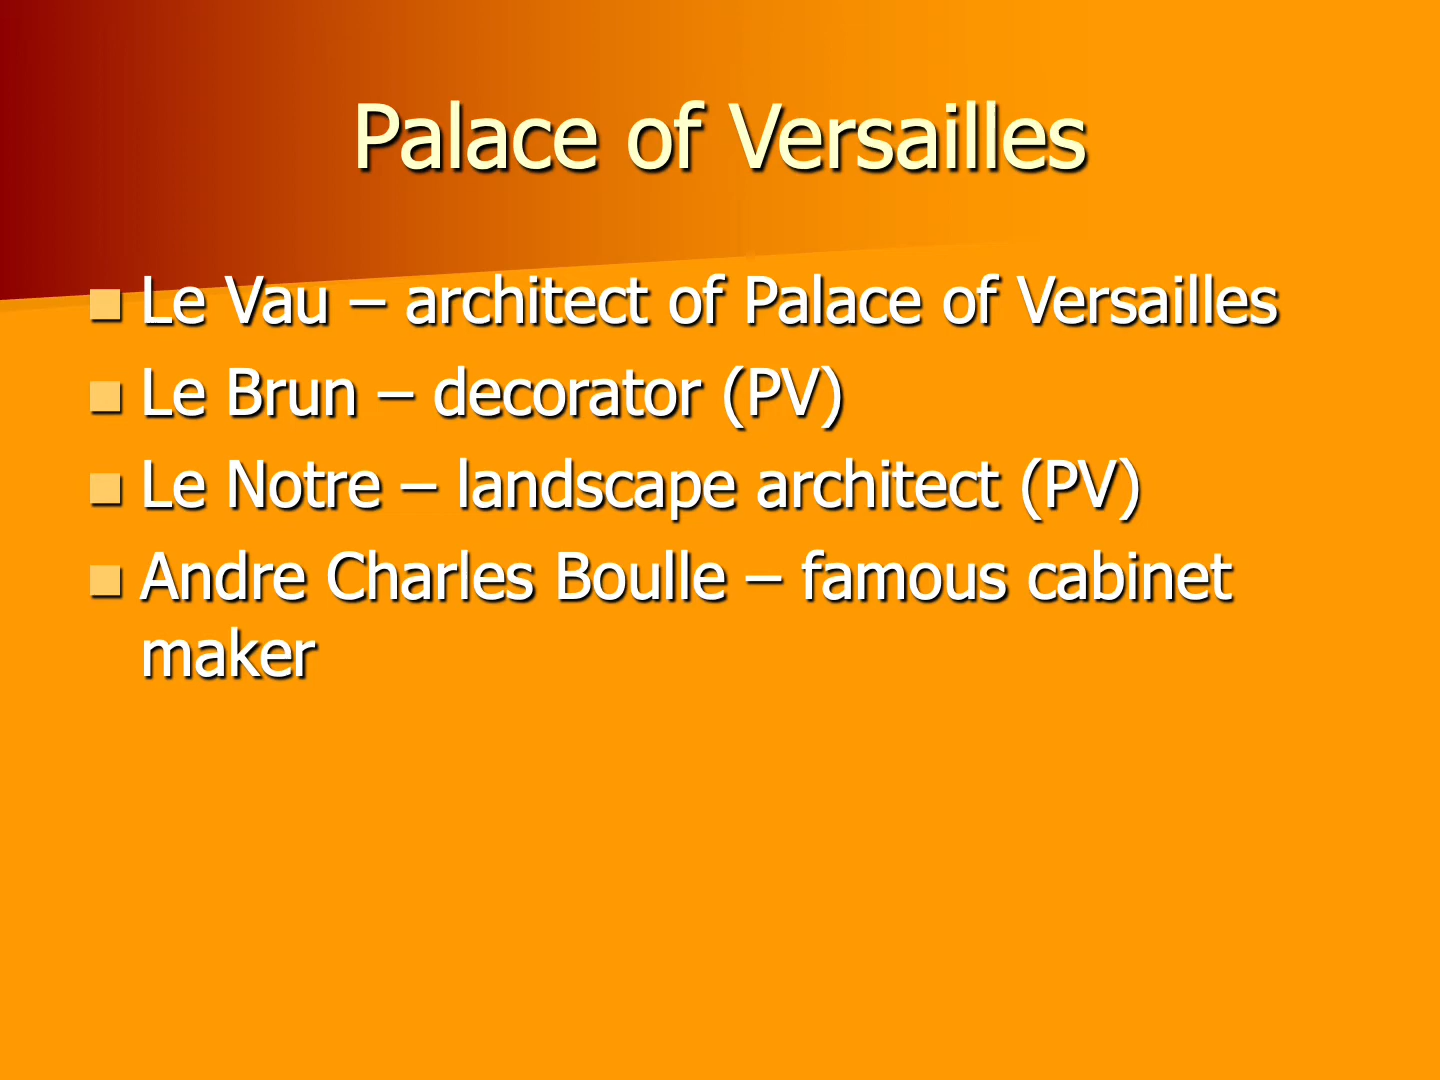 Palace of Versailles
Le Vau – architect of Palace of Versailles
Le Brun – decorator (PV)
Le Notre – landscape architect (PV)
Andre Charles Boulle – famous cabinet
maker